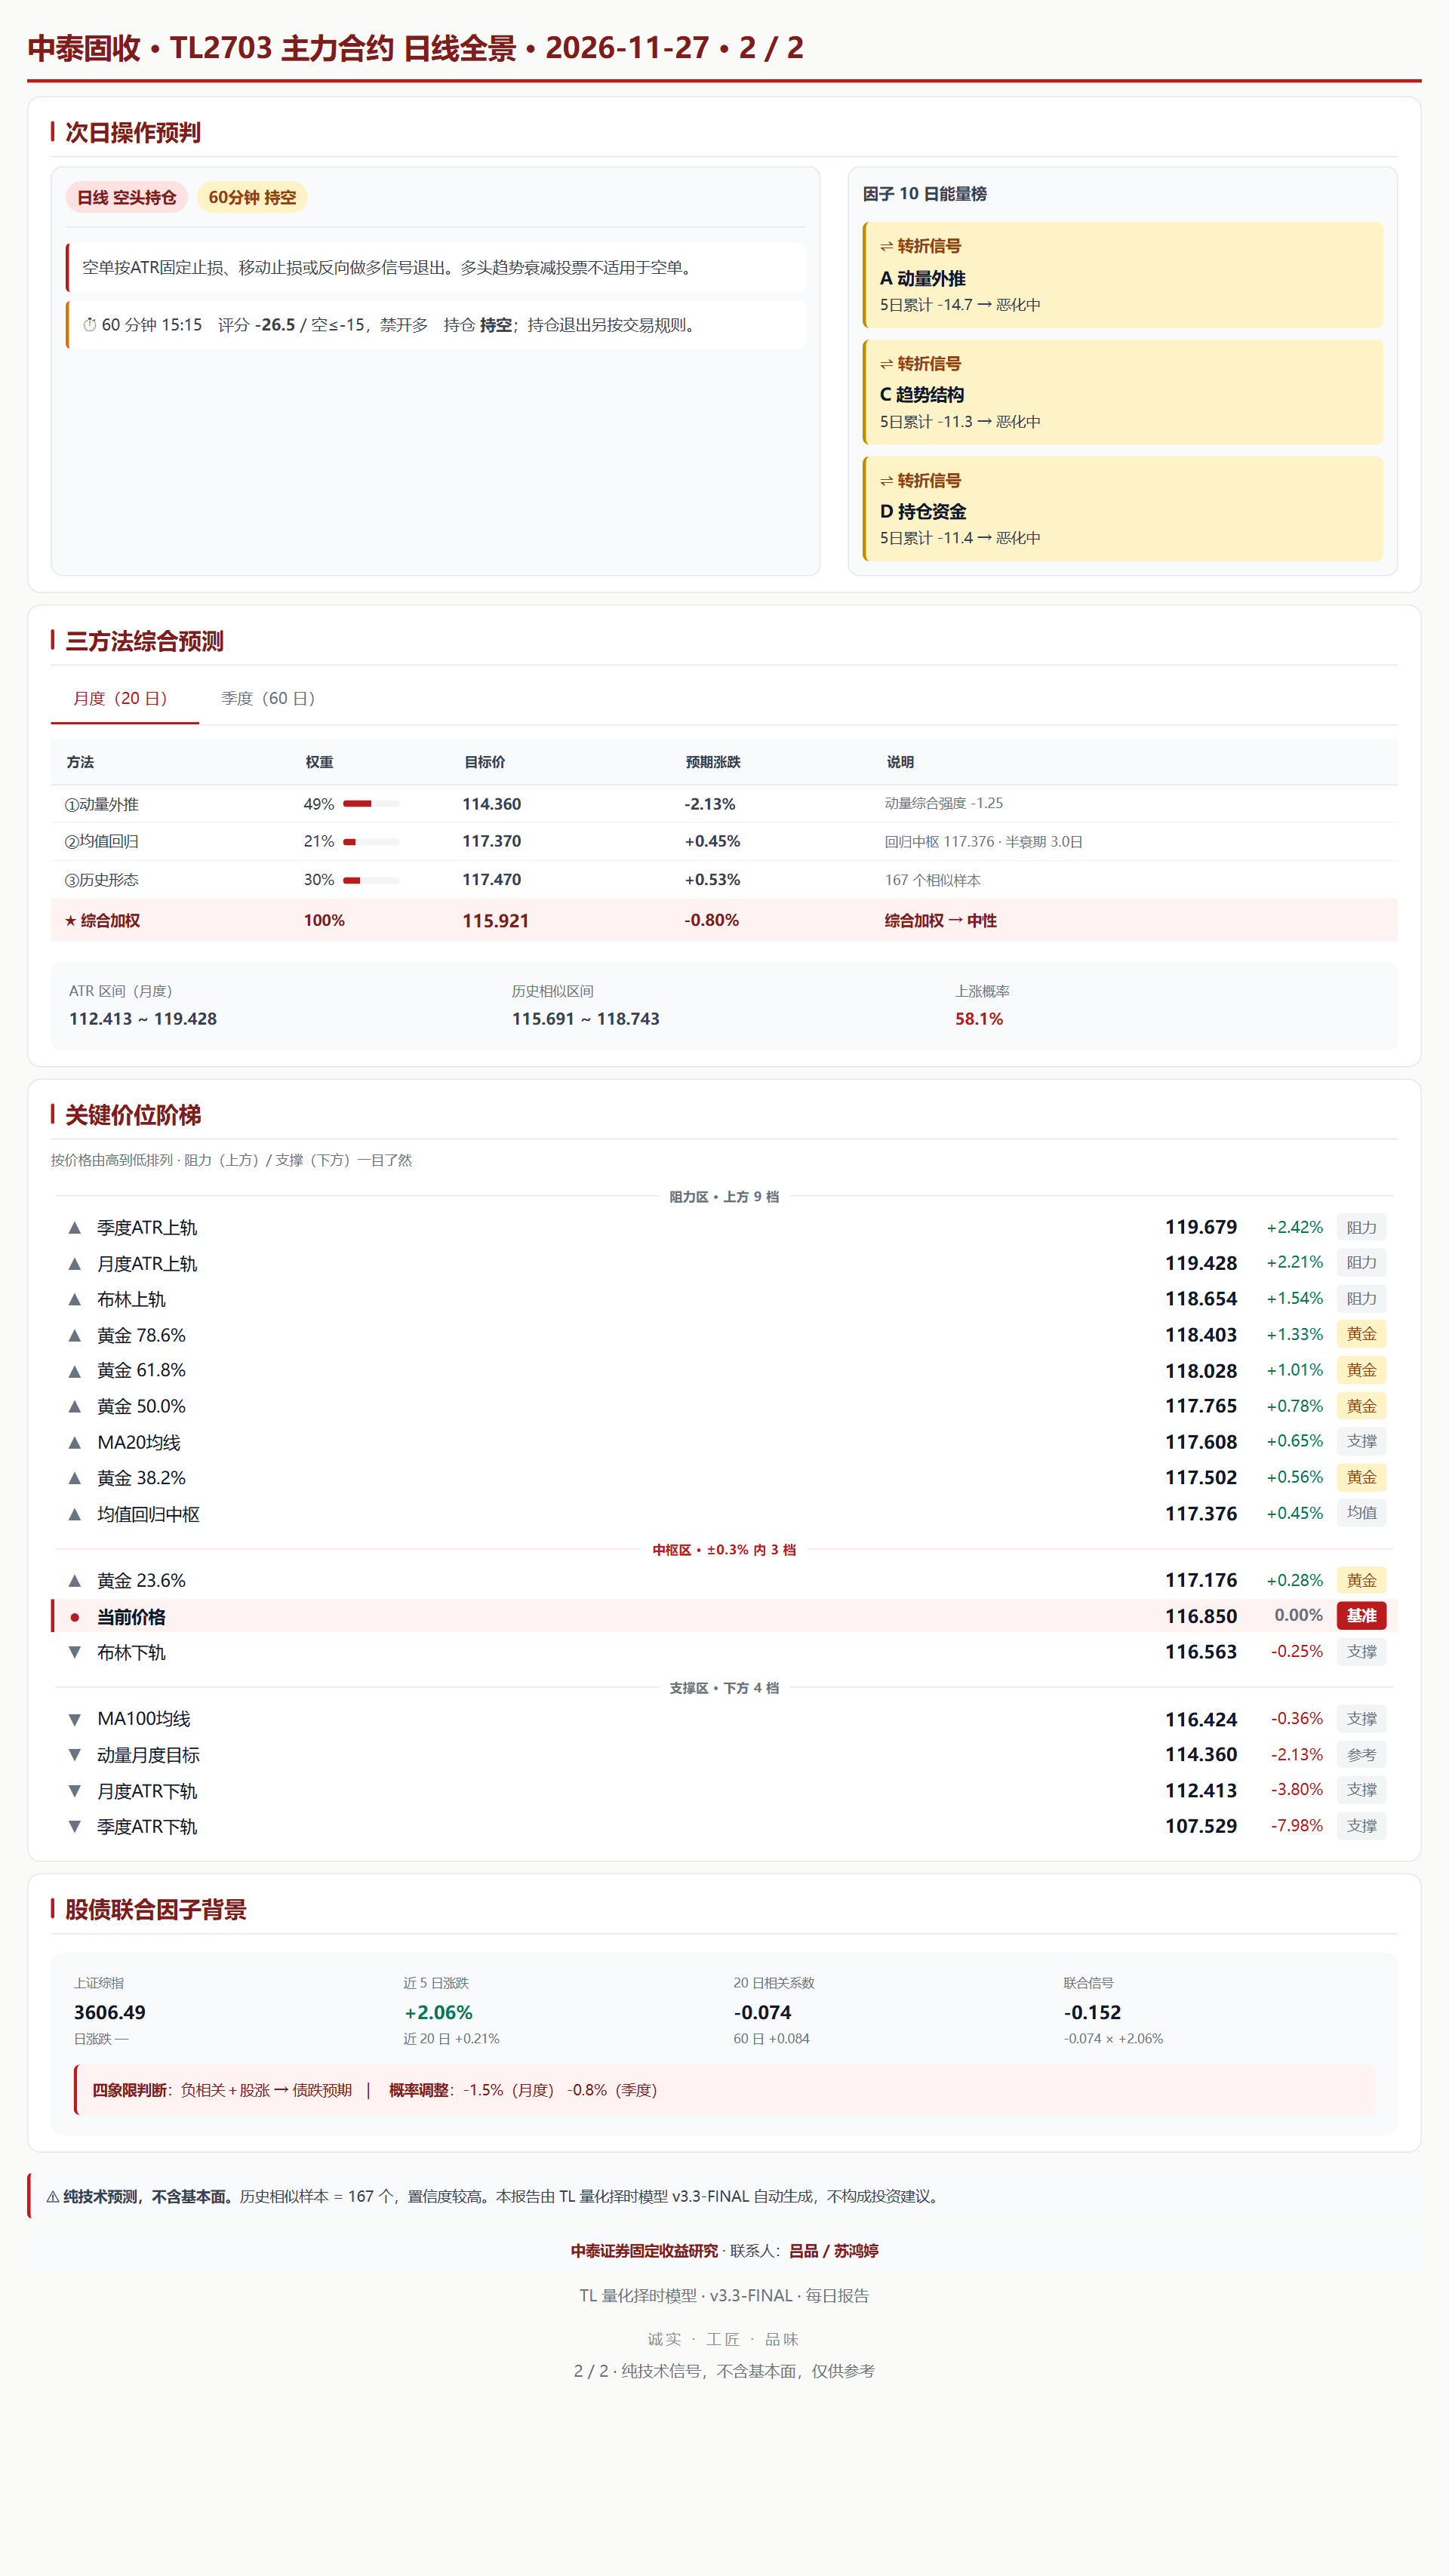 中泰固收 • TL2703 主力合约 日线全景 • 2026-11-27 • 2 / 2
次日操作预判
日线 空头持仓 60分钟 持空
空单按ATR固定止损、移动止损或反向做多信号退出。多头趋势衰减投票不适用于空单。
⏱ 60 分钟 15:15 评分 -26.5 / 空≤-15，禁开多 持仓 持空；持仓退出另按交易规则。
因子 10 日能量榜
⇌ 转折信号
A 动量外推
5日累计 -14.7 → 恶化中
⇌ 转折信号
C 趋势结构
5日累计 -11.3 → 恶化中
⇌ 转折信号
D 持仓资金
5日累计 -11.4 → 恶化中
三方法综合预测
月度（20 日） 季度（60 日）
方法 权重 目标价 预期涨跌 说明
①动量外推 49% 114.360 -2.13% 动量综合强度 -1.25
②均值回归 21% 117.370 +0.45% 回归中枢 117.376 · 半衰期 3.0日
③历史形态 30% 117.470 +0.53% 167 个相似样本
★ 综合加权 100% 115.921 -0.80% 综合加权 → 中性
ATR 区间（月度） 历史相似区间 上涨概率
112.413 ~ 119.428 115.691 ~ 118.743 58.1%
关键价位阶梯
按价格由高到低排列 · 阻力（上方）/ 支撑（下方）一目了然
阻力区 • 上方 9 档
▲ 季度ATR上轨 119.679 +2.42% 阻力
▲ 月度ATR上轨 119.428 +2.21% 阻力
▲ 布林上轨 118.654 +1.54% 阻力
▲ 黄金 78.6% 118.403 +1.33% 黄金
▲ 黄金 61.8% 118.028 +1.01% 黄金
▲ 黄金 50.0% 117.765 +0.78% 黄金
▲ MA20均线 117.608 +0.65% 支撑
▲ 黄金 38.2% 117.502 +0.56% 黄金
▲ 均值回归中枢 117.376 +0.45% 均值
中枢区 • ±0.3% 内 3 档
▲ 黄金 23.6% 117.176 +0.28% 黄金
● 当前价格 116.850 0.00% 基准
▼ 布林下轨 116.563 -0.25% 支撑
支撑区 • 下方 4 档
▼ MA100均线 116.424 -0.36% 支撑
▼ 动量月度目标 114.360 -2.13% 参考
▼ 月度ATR下轨 112.413 -3.80% 支撑
▼ 季度ATR下轨 107.529 -7.98% 支撑
股债联合因子背景
上证综指 近 5 日涨跌 20 日相关系数 联合信号
3606.49 +2.06% -0.074 -0.152
日涨跌 — 近 20 日 +0.21% 60 日 +0.084 -0.074 × +2.06%
四象限判断：负相关 + 股涨 → 债跌预期 | 概率调整：-1.5%（月度） -0.8%（季度）
⚠ 纯技术预测，不含基本面。历史相似样本 = 167 个，置信度较高。本报告由 TL 量化择时模型 v3.3-FINAL 自动生成，不构成投资建议。
中泰证券固定收益研究 · 联系人：吕品 / 苏鸿婷
TL 量化择时模型 · v3.3-FINAL · 每日报告
诚实 · 工匠 · 品味
2 / 2 · 纯技术信号，不含基本面，仅供参考